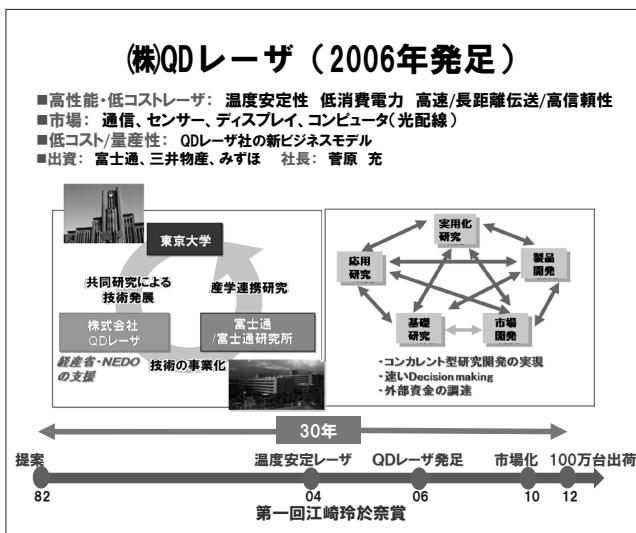 ㈱QDレーザ（2006年発足）
■高性能・低コストレーザ： 温度安定性 低消費電力 高速/長距離伝送/高信頼性
■市場： 通信、センサー、ディスプレイ、コンピュータ（光配線）
■低コスト/量産性： QDレーザ社の新ビジネスモデル
■出資： 富士通、三井物産、みずほ 社長： 菅原 充
東京大学
共同研究による
技術発展
産学連携研究
株式会社
QDレーザ
富士通
/富士通研究所
経産省・NEDO
の支援
技術の事業化
実用化
研究
応用
研究
製品
開発
基礎
研究
市場
開発
・コンカレント型研究開発の実現
・速いDecision making
・外部資金の調達
30年
提案 温度安定レーザ QDレーザ発足 市場化 100万台出荷
82 04 06 10 12
第一回江崎玲於奈賞